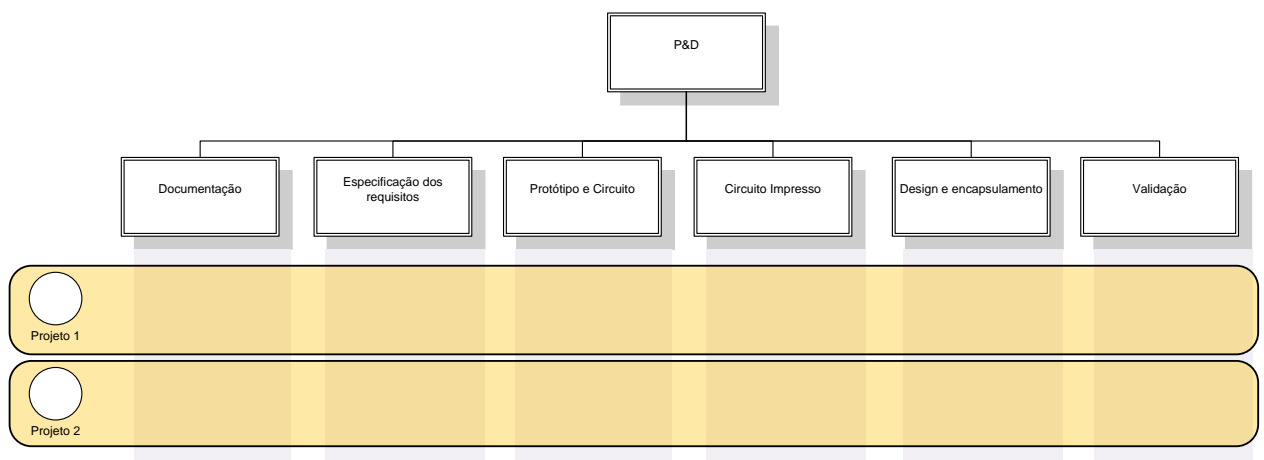 P&D
Documentação
Especificação dos
requisitos
Protótipo e Circuito
Circuito Impresso
Design e encapsulamento
Validação
Projeto 1
Projeto 2